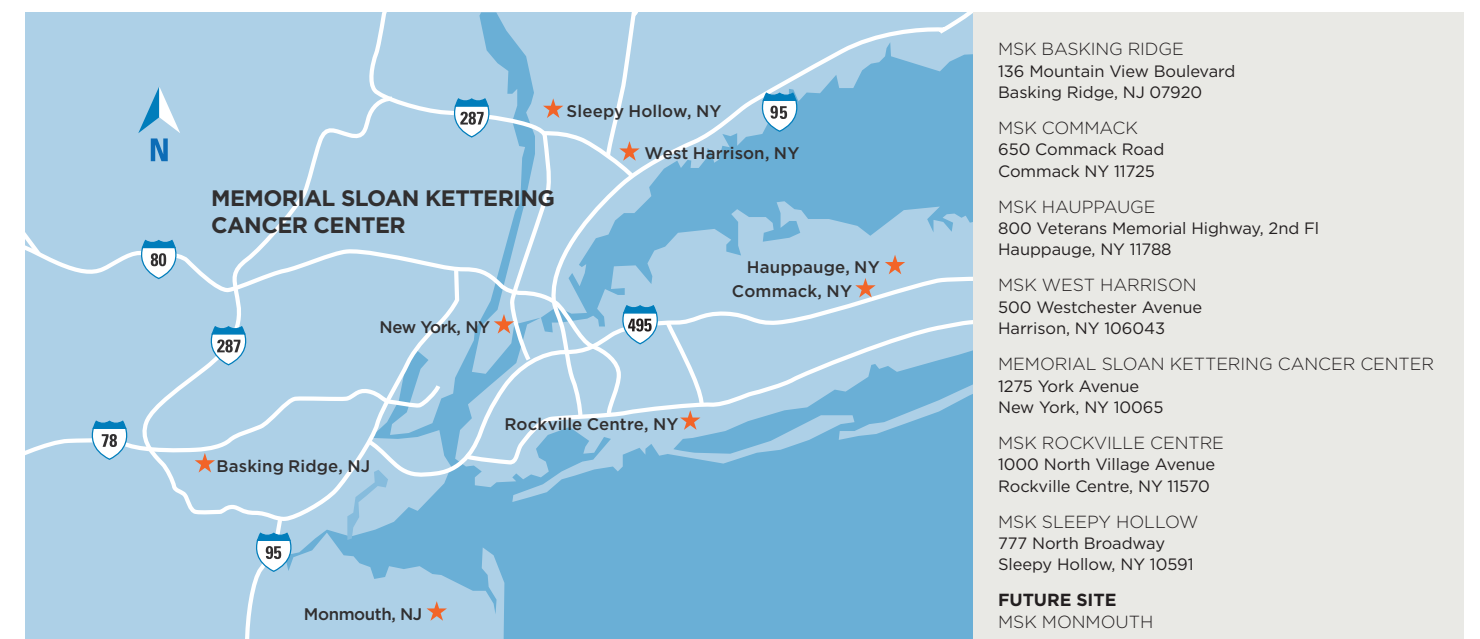 Sleepy Hollow, NY
287
95
West Harrison, NY
N
MEMORIAL SLOAN KETTERING
CANCER CENTER
80
Hauppauge, NY
Commack, NY
New York, NY
495
287
Rockville Centre, NY
78
Basking Ridge, NJ
95
Monmouth, NJ
MSK BASKING RIDGE
136 Mountain View Boulevard
Basking Ridge, NJ 07920
MSK COMMACK
650 Commack Road
Commack NY 11725
MSK HAUPPAUGE
800 Veterans Memorial Highway, 2nd Fl
Hauppauge, NY 11788
MSK WEST HARRISON
500 Westchester Avenue
Harrison, NY 106043
MEMORIAL SLOAN KETTERING CANCER CENTER
1275 York Avenue
New York, NY 10065
MSK ROCKVILLE CENTRE
1000 North Village Avenue
Rockville Centre, NY 11570
MSK SLEEPY HOLLOW
777 North Broadway
Sleepy Hollow, NY 10591
FUTURE SITE
MSK MONMOUTH